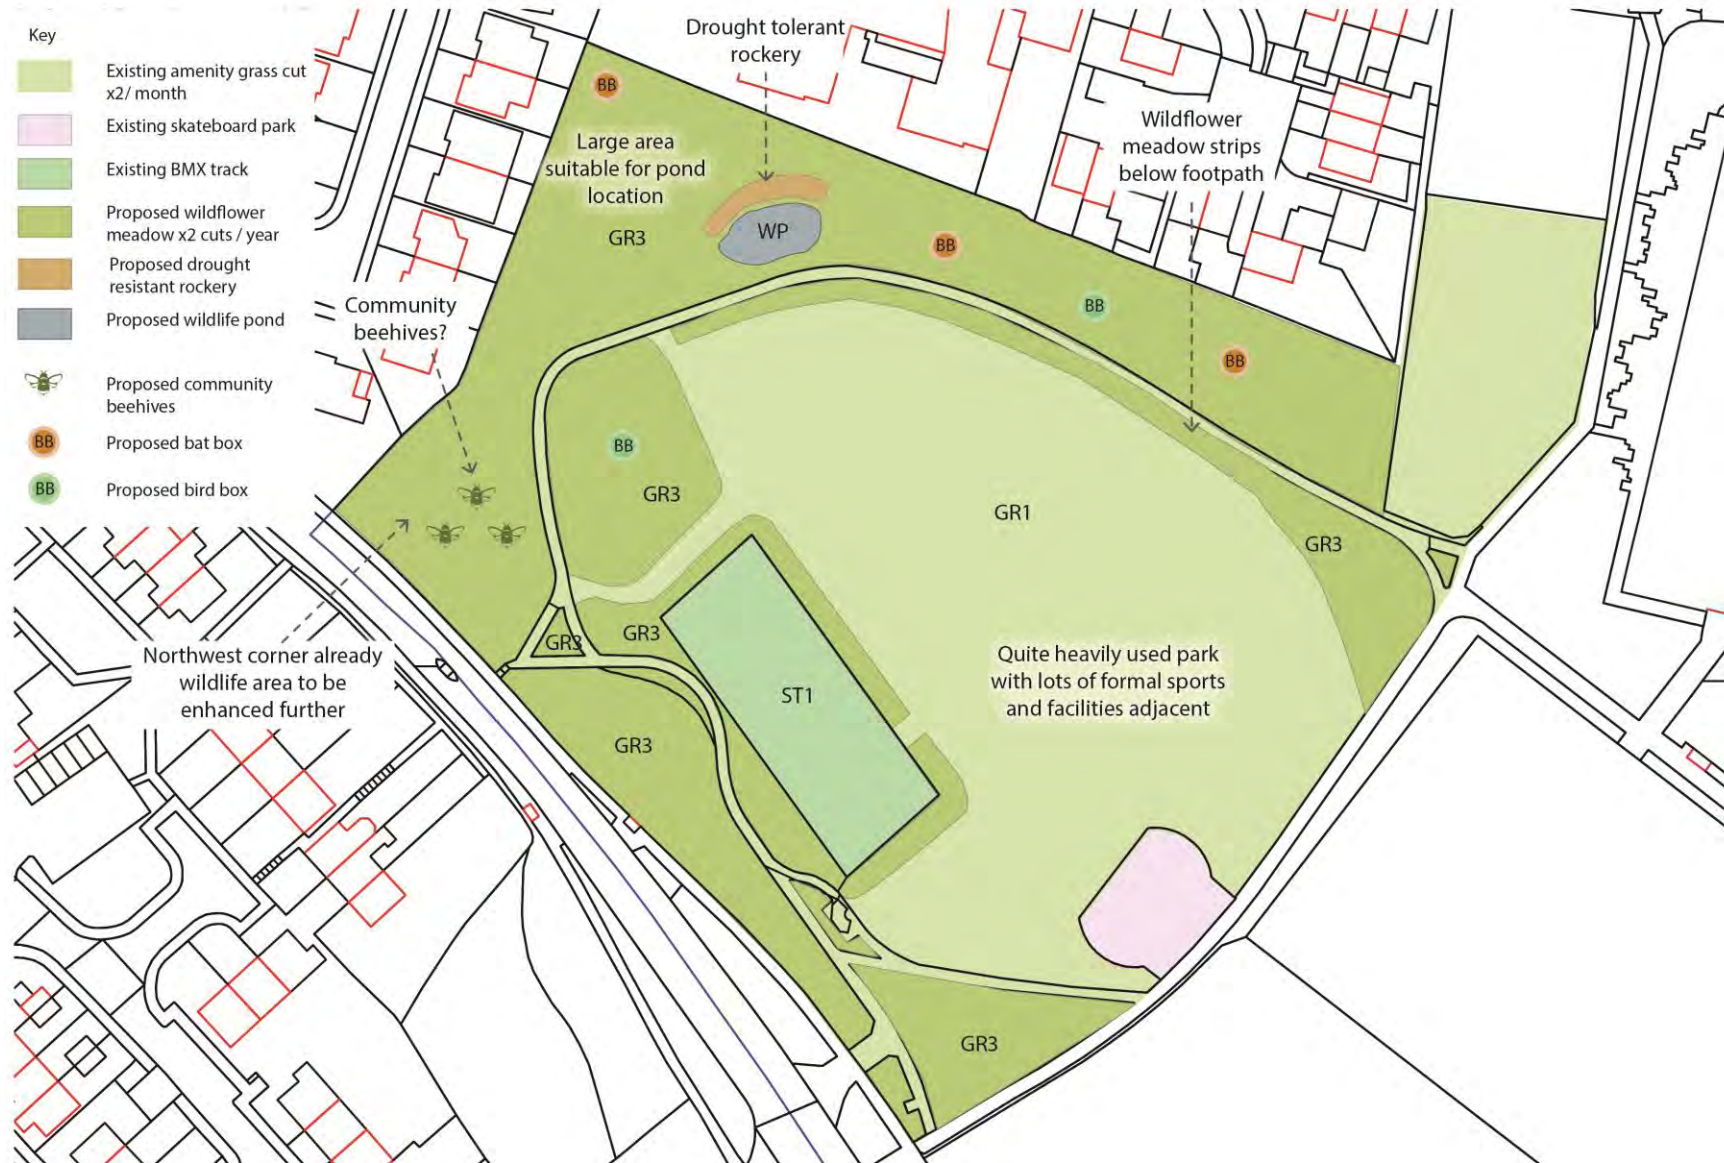 Key
Existing amenity grass cut
x2/ month
Existing skateboard park
Existing BMX track
Proposed wildflower
meadow x2 cuts / year
Proposed drought
resistant rockery
Proposed wildlife pond
Proposed community
beehives
BB
Proposed bat box
BB
Proposed bird box
Drought tolerant
rockery
BB
Large area
suitable for pond
location
GR3
WP
Wildflower
meadow strips
below footpath
BB
BB
BB
Community
beehives?
BB
GR3
GR1
GR3
GR3
GR3
Northwest corner already
wildlife area to be
enhanced further
ST1
Quite heavily used park
with lots of formal sports
and facilities adjacent
GR3
GR3